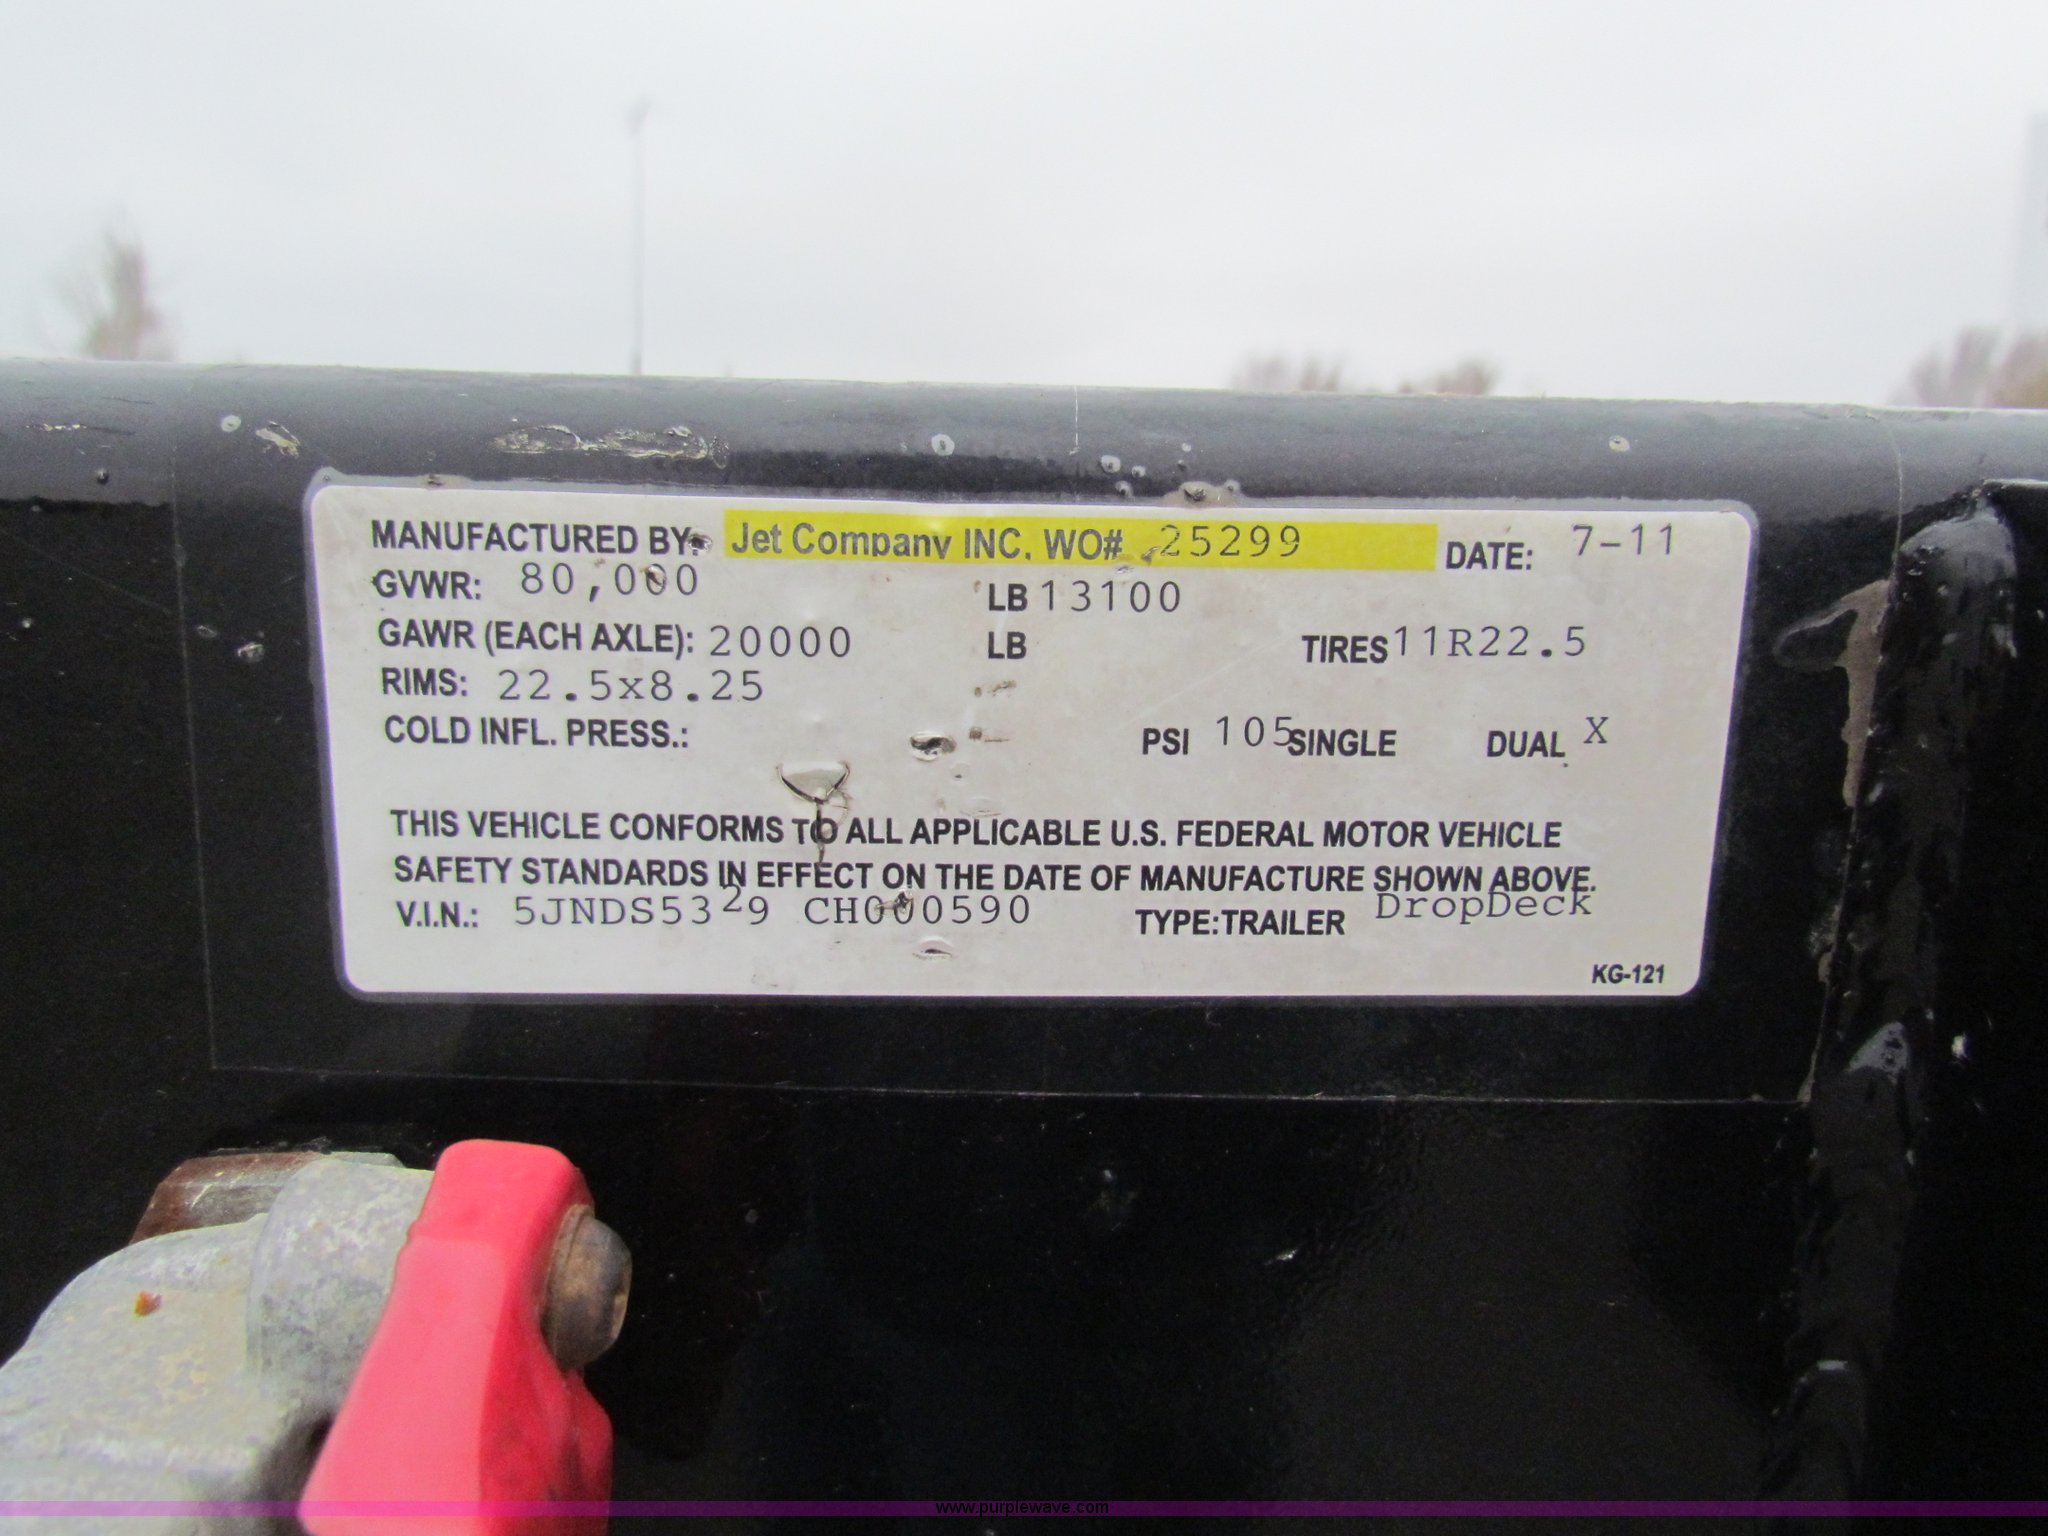 MANUFACTURED BY: Jet Company INC. WO# 25299 DATE: 7-11
GVWR: 80,000 LB 13100
GAWR (EACH AXLE): 20000 LB TIRES 11R22.5
RIMS: 22.5x8.25
COLD INFL. PRESS.: PSI 105 SINGLE DUAL X
THIS VEHICLE CONFORMS TO ALL APPLICABLE U.S. FEDERAL MOTOR VEHICLE
SAFETY STANDARDS IN EFFECT ON THE DATE OF MANUFACTURE SHOWN ABOVE.
V.I.N.: 5JNDS5329 CH000590 TYPE:TRAILER DropDeck
KG-121
www.purplewave.com